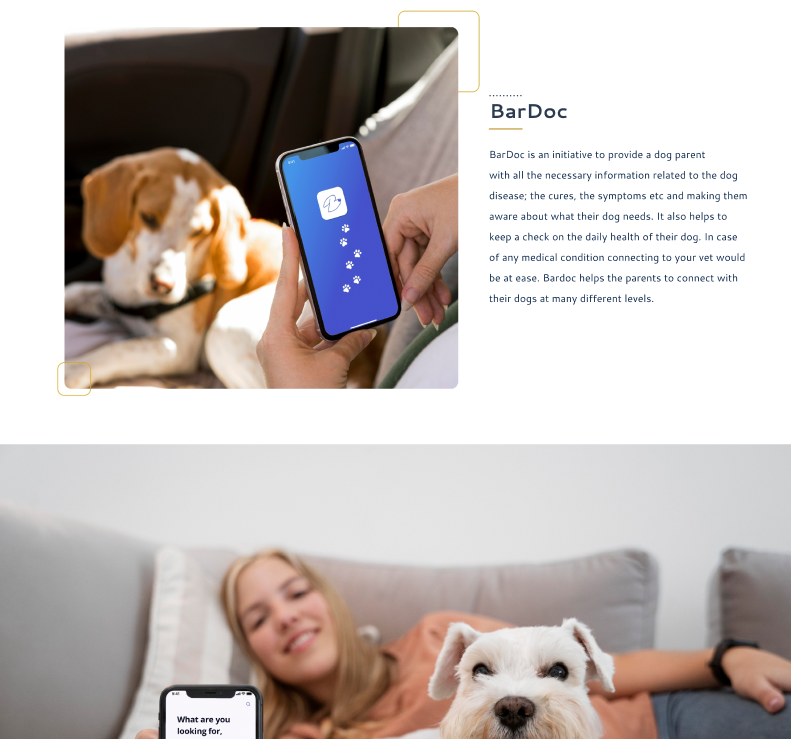 BarDoc
BarDoc is an initiative to provide a dog parent
with all the necessary information related to the dog
disease; the cures, the symptoms etc and making them
aware about what their dog needs. It also helps to
keep a check on the daily health of their dog. In case
of any medical condition connecting to your vet would
be at ease. Bardoc helps the parents to connect with
their dogs at many different levels.
9:41
9:41
What are you
looking for,